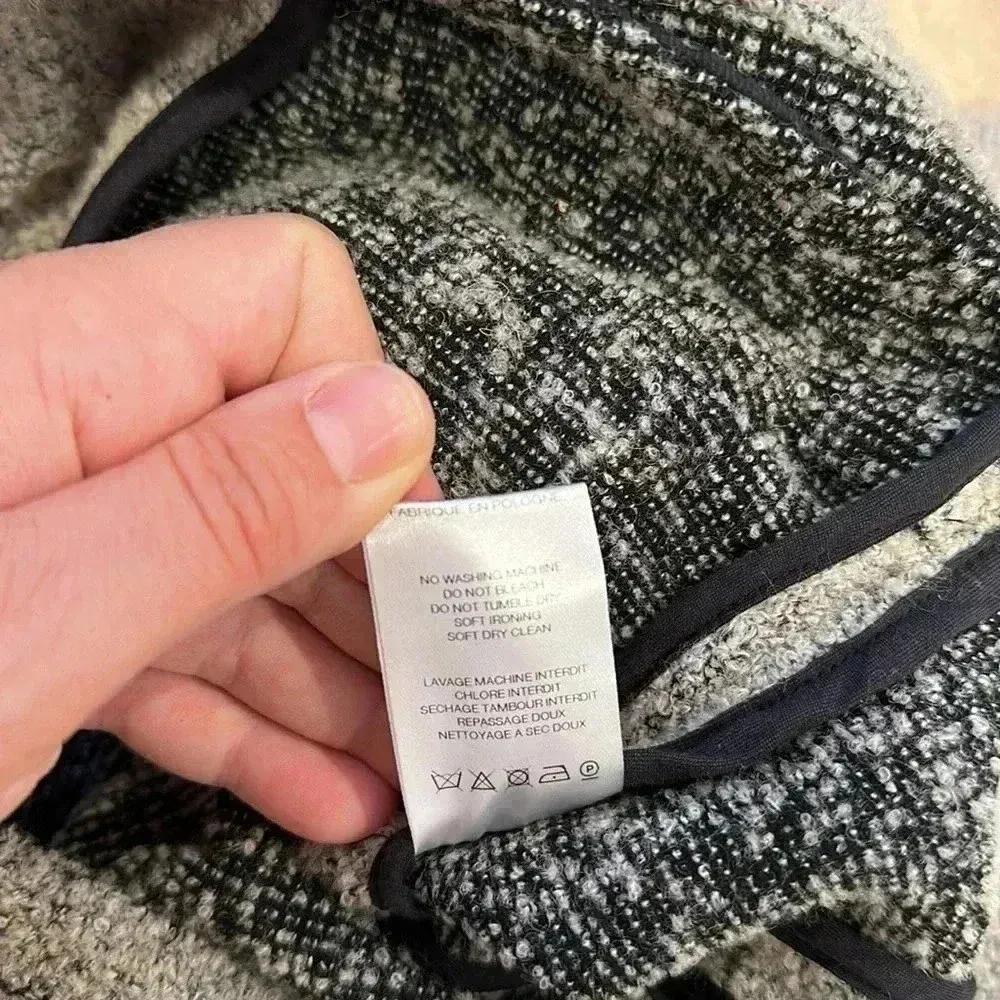 FABRIQUE EN POLOGNE
NO WASHING MACHINE
DO NOT BLEACH
DO NOT TUMBLE DRY
SOFT IRONING
SOFT DRY CLEAN
LAVAGE MACHINE INTERDIT
CHLORE INTERDIT
SECHAGE TAMBOUR INTERDIT
REPASSAGE DOUX
NETTOYAGE A SEC DOUX
P